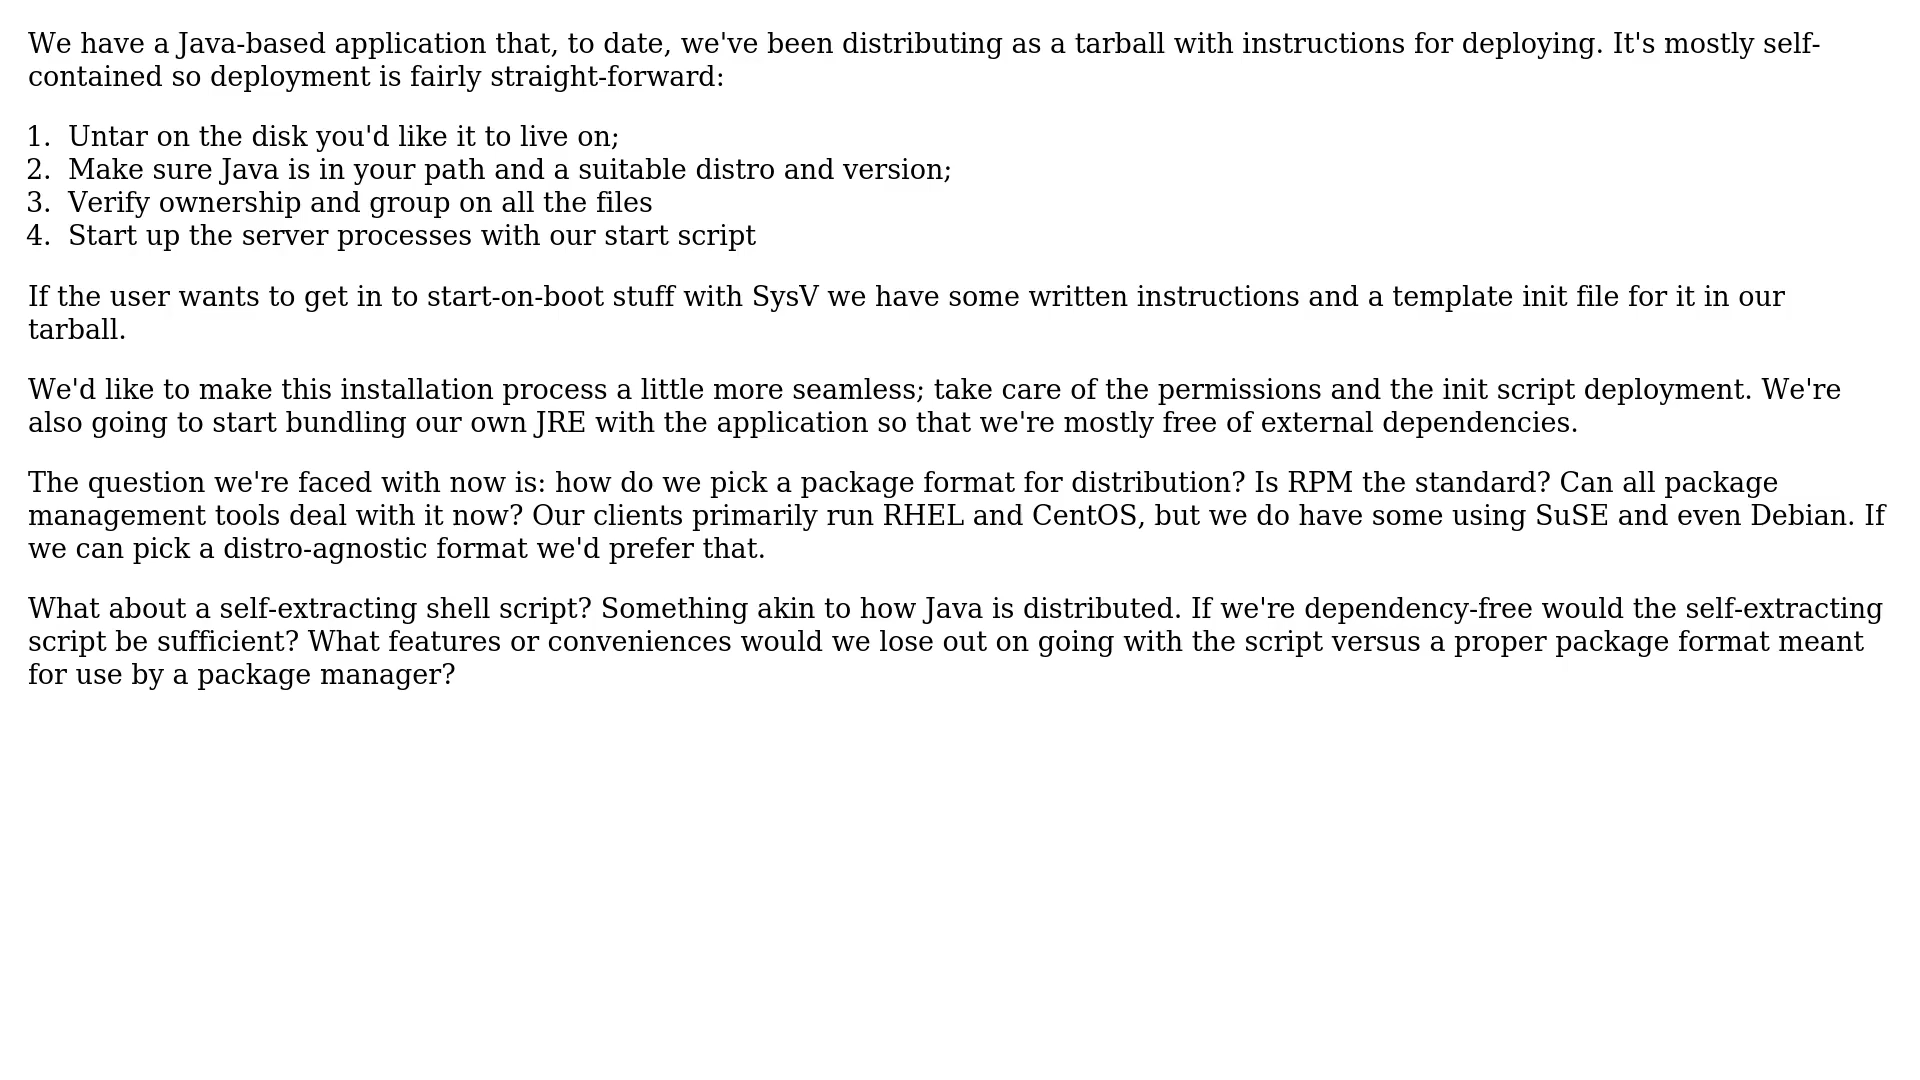 We have a Java-based application that, to date, we've been distributing as a tarball with instructions for deploying. It's mostly self-
contained so deployment is fairly straight-forward:
1. Untar on the disk you'd like it to live on;
2. Make sure Java is in your path and a suitable distro and version;
3. Verify ownership and group on all the files
4. Start up the server processes with our start script
If the user wants to get in to start-on-boot stuff with SysV we have some written instructions and a template init file for it in our
tarball.
We'd like to make this installation process a little more seamless; take care of the permissions and the init script deployment. We're
also going to start bundling our own JRE with the application so that we're mostly free of external dependencies.
The question we're faced with now is: how do we pick a package format for distribution? Is RPM the standard? Can all package
management tools deal with it now? Our clients primarily run RHEL and CentOS, but we do have some using SuSE and even Debian. If
we can pick a distro-agnostic format we'd prefer that.
What about a self-extracting shell script? Something akin to how Java is distributed. If we're dependency-free would the self-extracting
script be sufficient? What features or conveniences would we lose out on going with the script versus a proper package format meant
for use by a package manager?